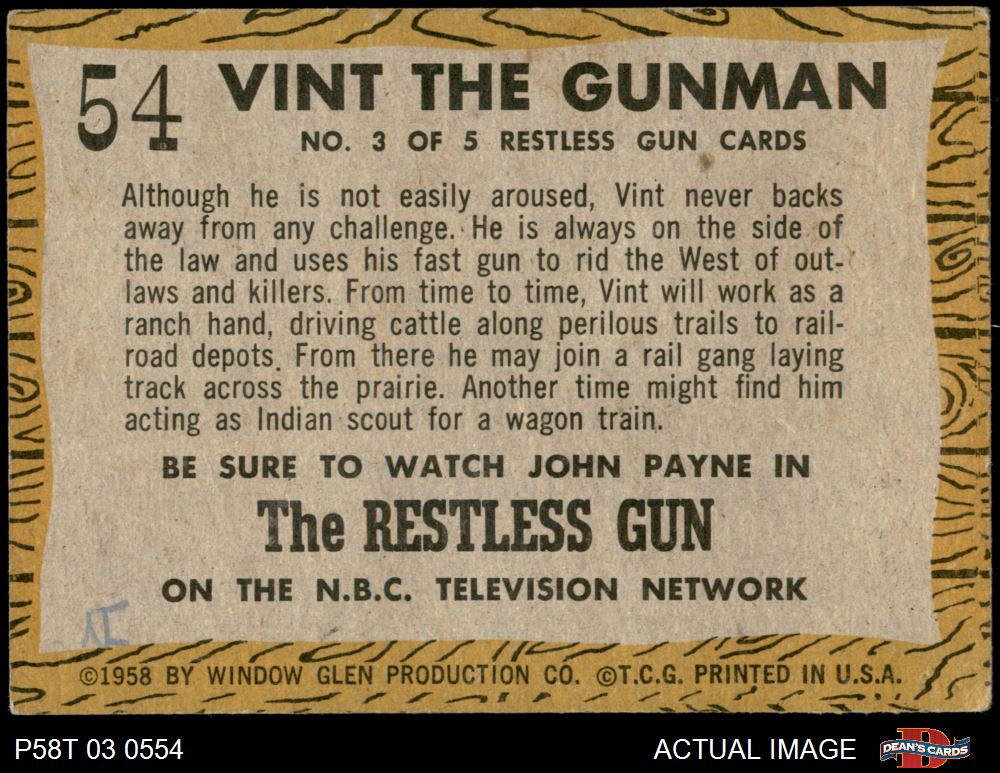 54 VINT THE GUNMAN
NO. 3 OF 5 RESTLESS GUN CARDS
Although he is not easily aroused, Vint never backs
away from any challenge. He is always on the side of
the law and uses his fast gun to rid the West of out-
laws and killers. From time to time, Vint will work as a
ranch hand, driving cattle along perilous trails to rail-
road depots. From there he may join a rail gang laying
track across the prairie. Another time might find him
acting as Indian scout for a wagon train.
BE SURE TO WATCH JOHN PAYNE IN
The RESTLESS GUN
ON THE N.B.C. TELEVISION NETWORK
©1958 BY WINDOW GLEN PRODUCTION CO. ©T.C.G. PRINTED IN U.S.A.
P58T 03 0554 ACTUAL IMAGE DEAN'S CARDS